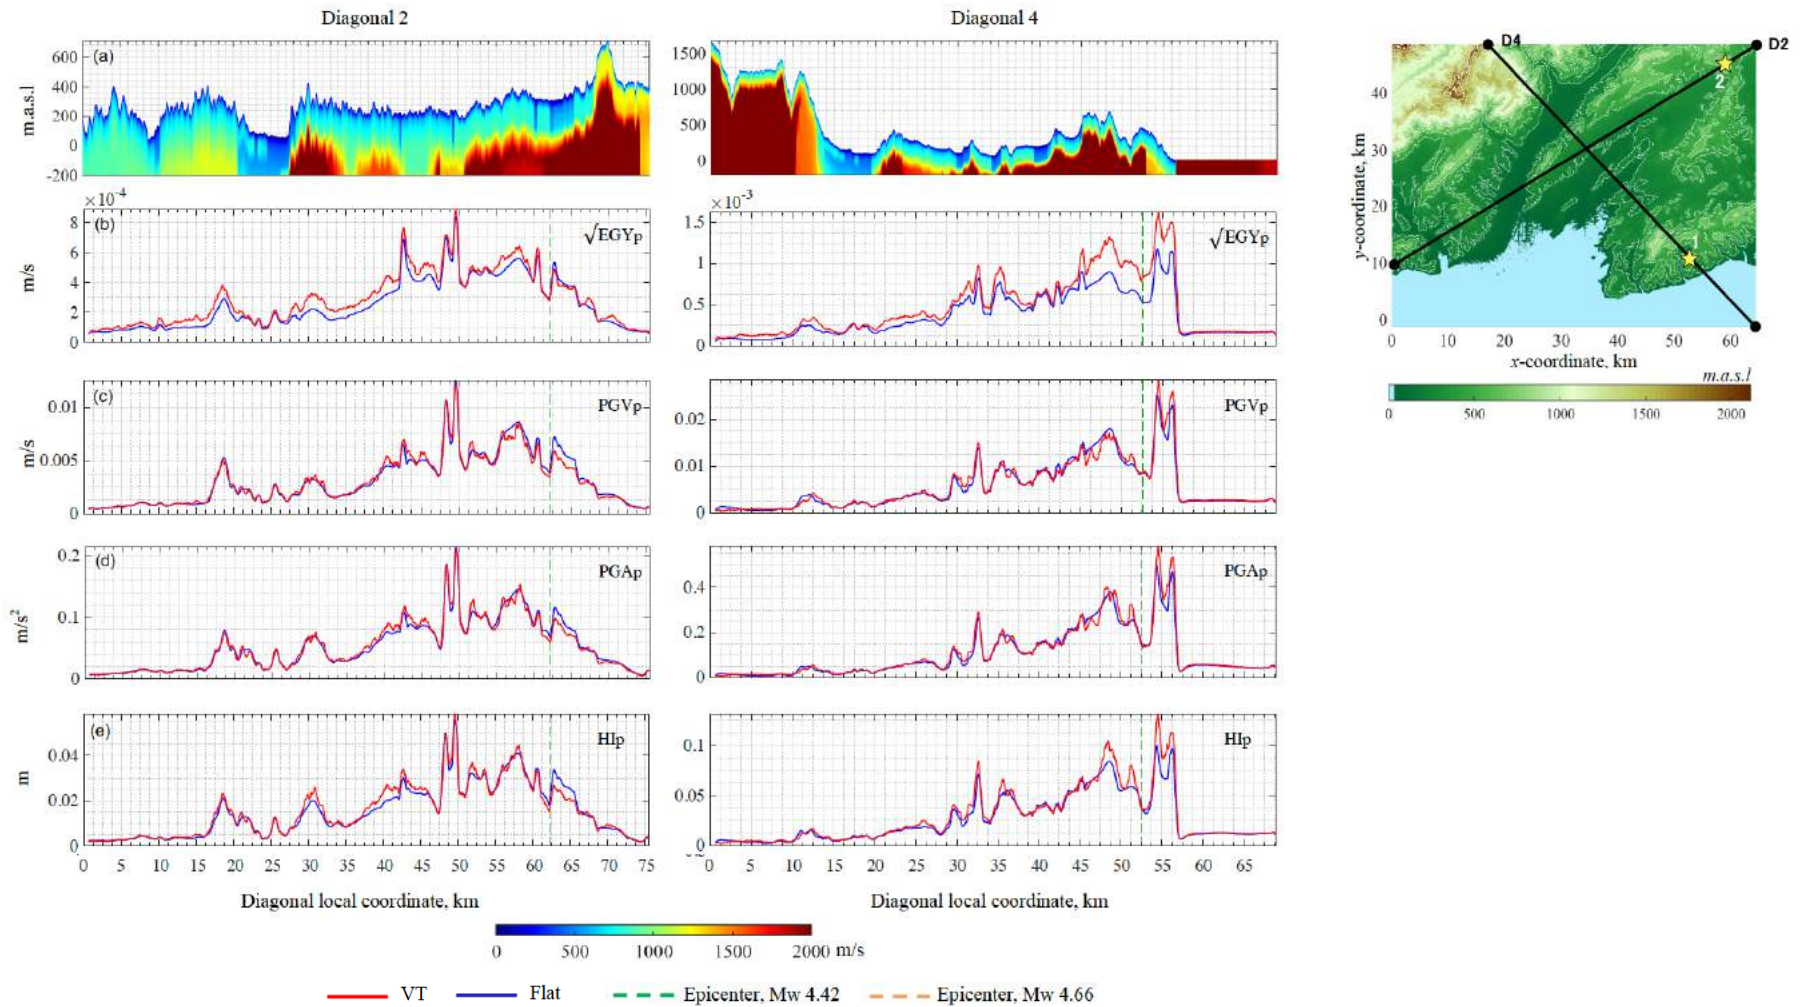 Diagonal 2
Diagonal 4
(a)
m.a.s.l
600
400
200
0
-200
1500
1000
500
0
×10⁻⁴
(b)
√EGYp
m/s
8
6
4
2
0
×10⁻³
√EGYp
1.5
1
0.5
0
(c)
PGVp
m/s
0.01
0.005
0
PGVp
0.02
0.01
0
(d)
PGAp
m/s²
0.2
0.1
0
PGAp
0.4
0.2
0
(e)
HIp
m
0.04
0.02
0
HIp
0.1
0.05
0
0 5 10 15 20 25 30 35 40 45 50 55 60 65 70 75
0 5 10 15 20 25 30 35 40 45 50 55 60 65
Diagonal local coordinate, km
Diagonal local coordinate, km
0 500 1000 1500 2000 m/s
VT Flat Epicenter, Mw 4.42 Epicenter, Mw 4.66
D4
D2
2
1
y-coordinate, km
40
30
20
10
0
0 10 20 30 40 50 60
x-coordinate, km
m.a.s.l
0 500 1000 1500 2000